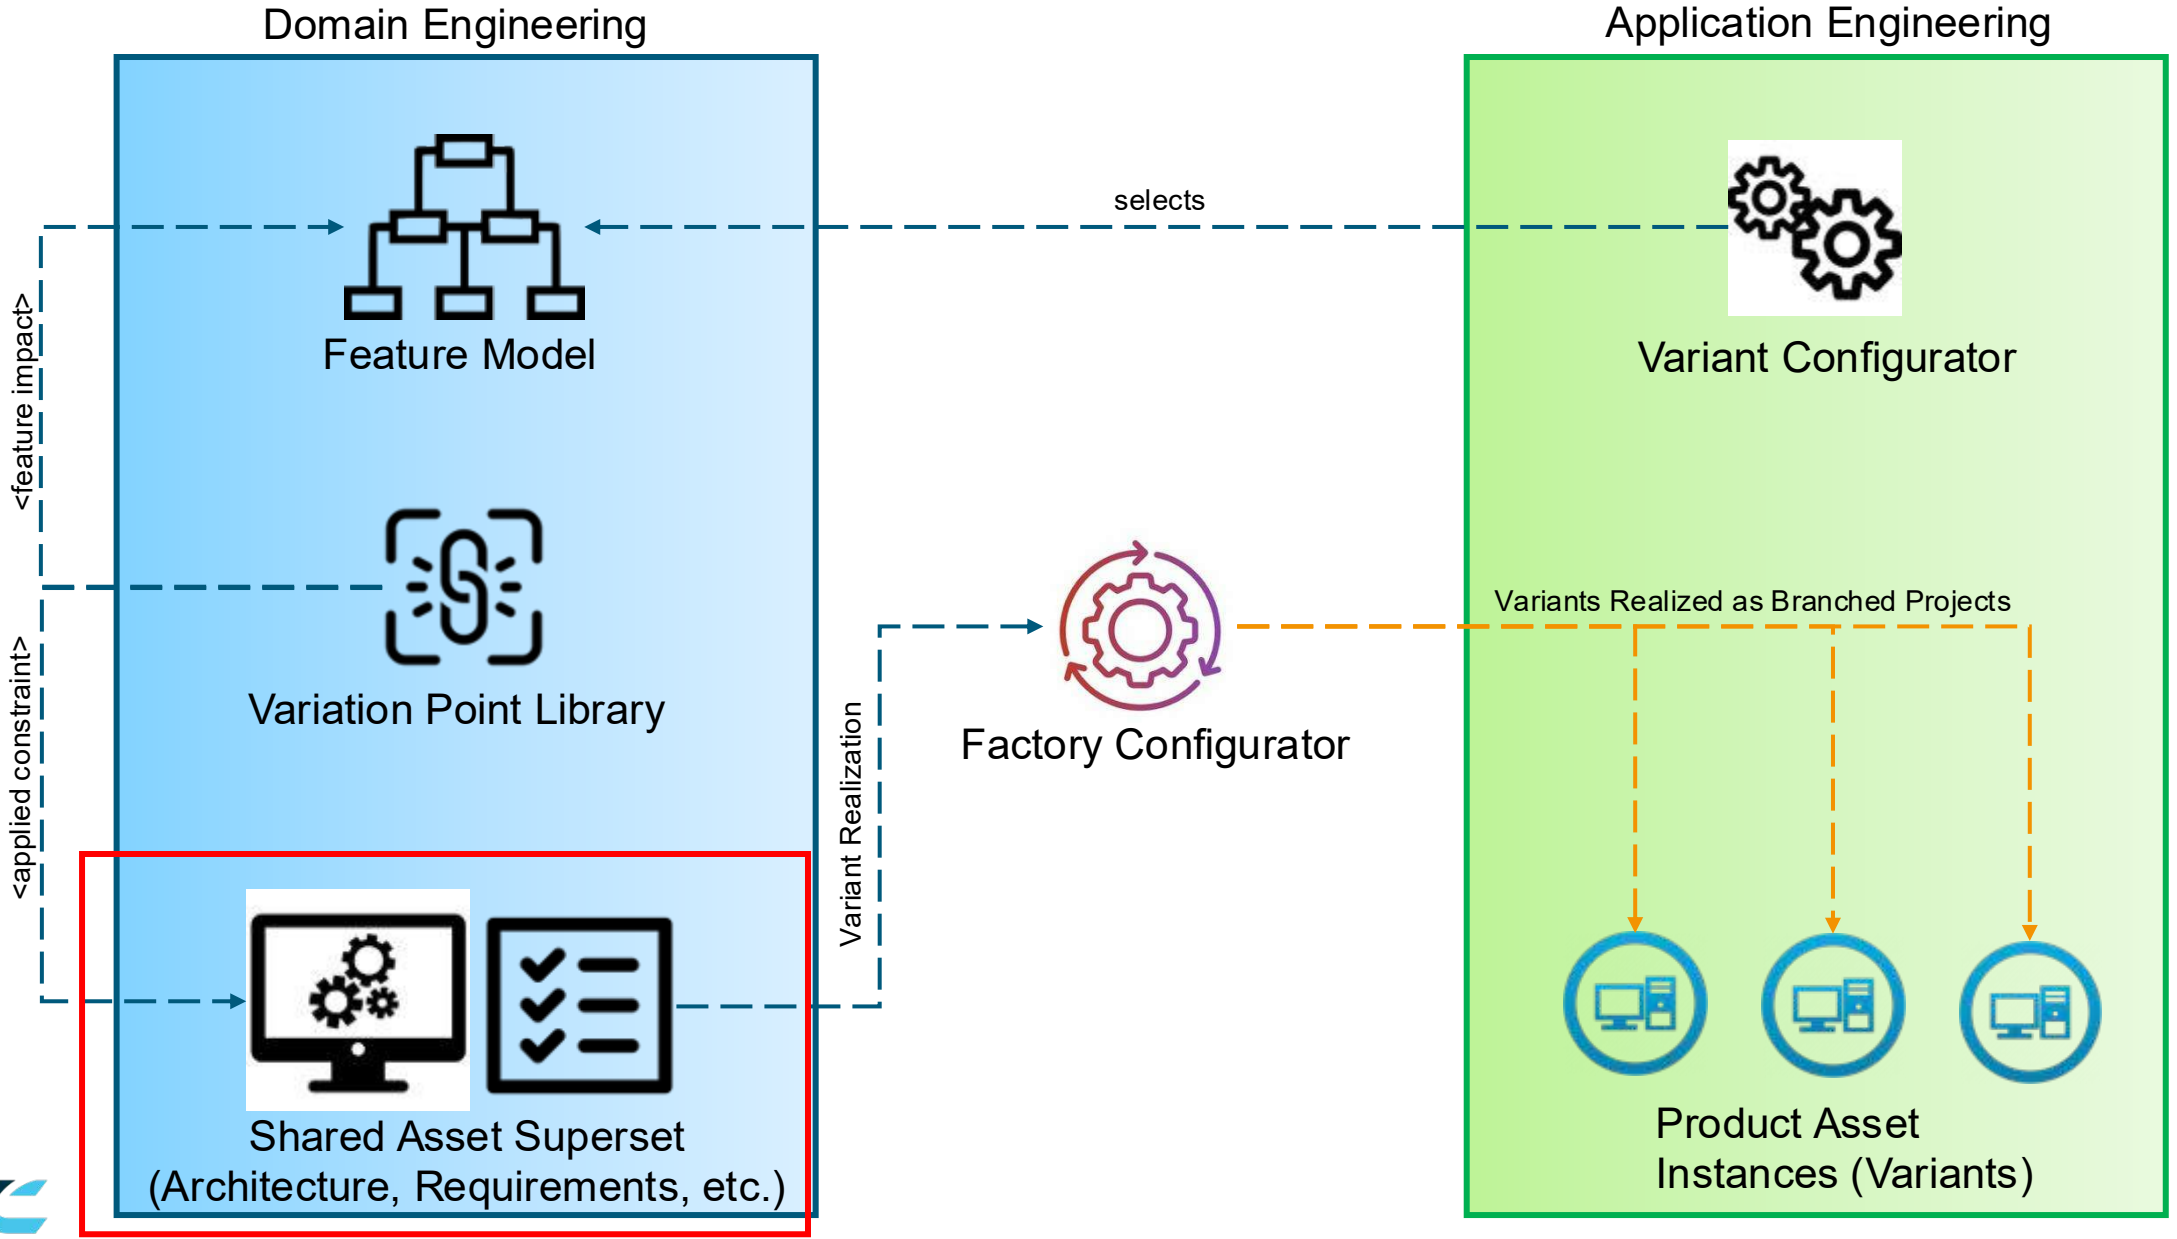 Domain Engineering
Application Engineering
selects
<feature impact>
Feature Model
Variant Configurator
Variation Point Library
<applied constraint>
Variant Realization
Factory Configurator
Variants Realized as Branched Projects
Shared Asset Superset
(Architecture, Requirements, etc.)
Product Asset
Instances (Variants)